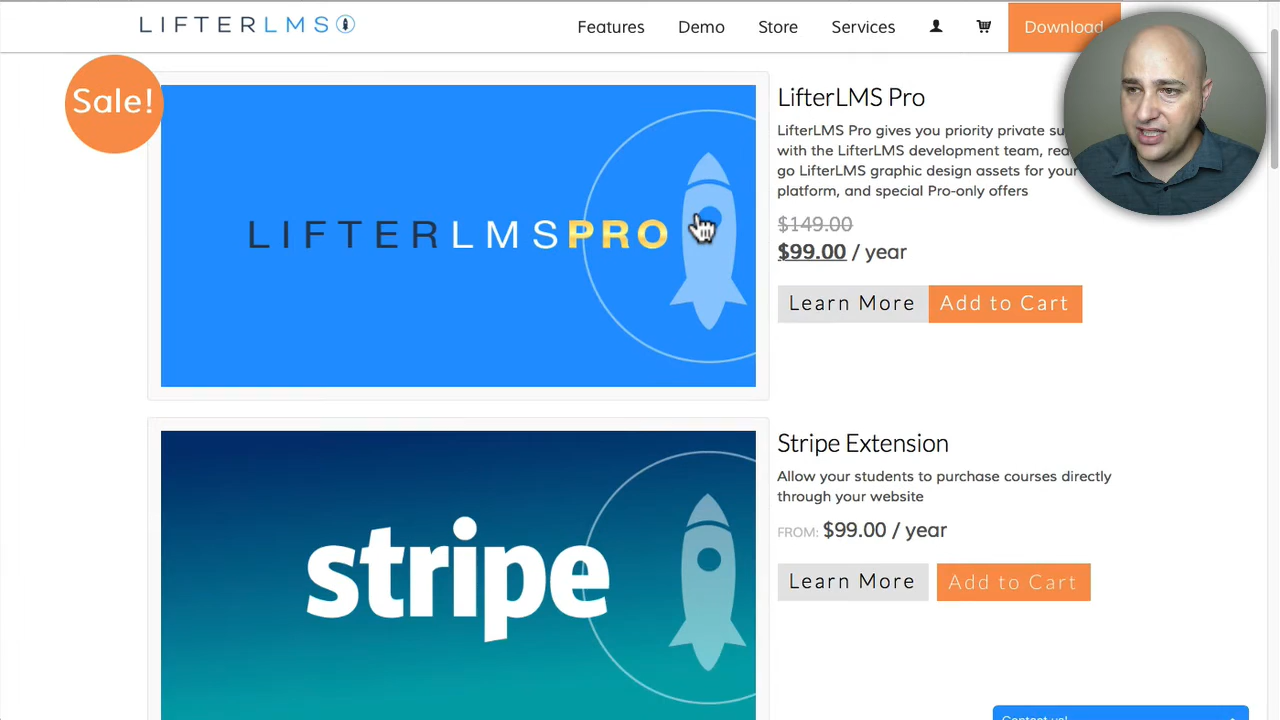 LIFTERLMS
Features
Demo
Store
Services
Download
Sale!
LIFTERLMSPRO
LifterLMS Pro
LifterLMS Pro gives you priority private
with the LifterLMS development team,
go LifterLMS graphic design assets for your
platform, and special Pro-only offers
$149.00
$99.00 / year
Learn More
Add to Cart
stripe
Stripe Extension
Allow your students to purchase courses directly
through your website
FROM: $99.00 / year
Learn More
Add to Cart